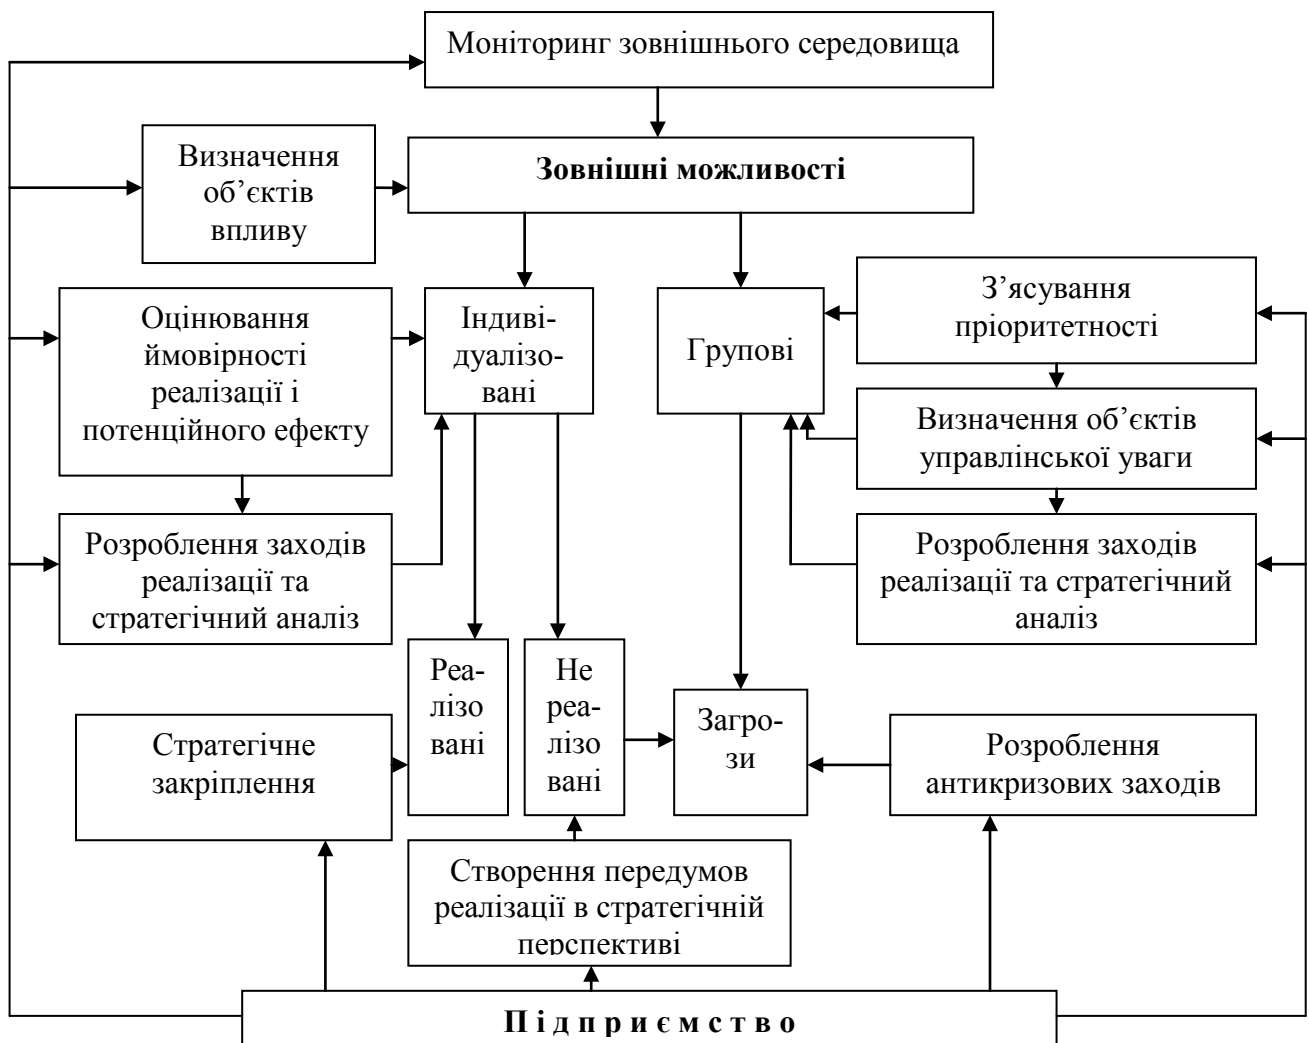 Моніторинг зовнішнього середовища
Визначення
об’єктів
впливу
Зовнішні можливості
Оцінювання
ймовірності
реалізації і
потенційного ефекту
Індиві-
дуалізо-
вані
Групові
З’ясування
пріоритетності
Визначення об’єктів
управлінської уваги
Розроблення заходів
реалізації та
стратегічний аналіз
Розроблення заходів
реалізації та стратегічний
аналіз
Реа-
лізо
вані
Не
реа-
лізо
вані
Загро-
зи
Стратегічне
закріплення
Розроблення
антикризових заходів
Створення передумов
реалізації в стратегічній
перспективі
П і д п р и є м с т в о